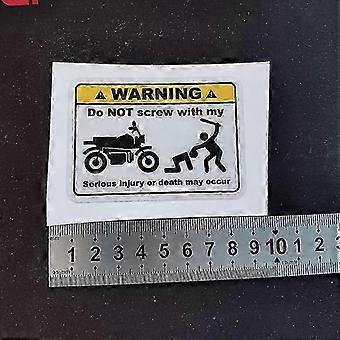 ⚠ WARNING ⚠
Do NOT screw with my
Serious injury or death may occur
1 2 3 4 5 6 7 8 9 10 1 2 3